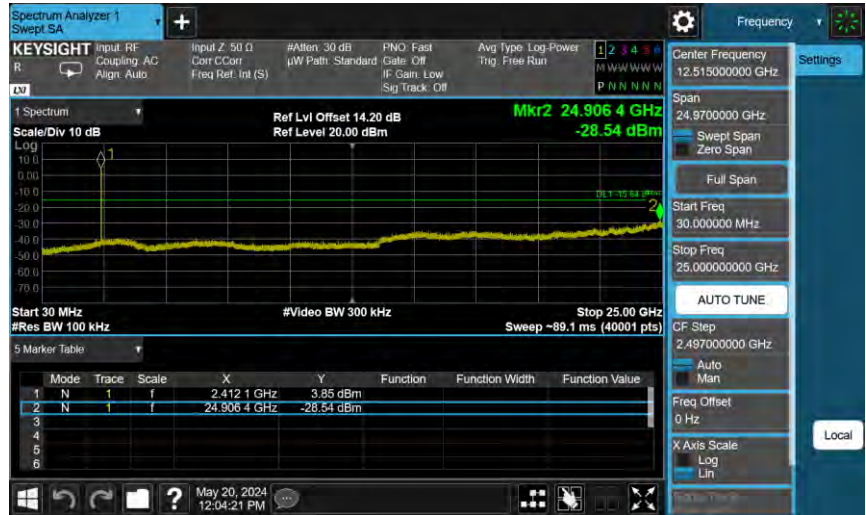 Spectrum Analyzer 1
Swept SA
+
Frequency
KEYSIGHT
R
LXI
Input: RF
Coupling: AC
Align: Auto
Input Z: 50 Ω
Corr CCorr
Freq Ref: Int (S)
#Atten: 30 dB
µW Path: Standard
PNO: Fast
Gate: Off
IF Gain: Low
Sig Track: Off
Avg Type: Log-Power
Trig: Free Run
1 2 3 4 5 6
M W W W W W
P N N N N N
1 Spectrum
Scale/Div 10 dB
Ref Lvl Offset 14.20 dB
Ref Level 20.00 dBm
Mkr2 24.906 4 GHz
-28.54 dBm
Log
10.0
0.00
-10.0
-20.0
-30.0
-40.0
-50.0
-60.0
-70.0
1
DL1 -15.64 dBm
2
Start 30 MHz
#Res BW 100 kHz
#Video BW 300 kHz
Stop 25.00 GHz
Sweep ~89.1 ms (40001 pts)
5 Marker Table
Mode Trace Scale X Y Function Function Width Function Value
1 N 1 f 2.412 1 GHz 3.85 dBm
2 N 1 f 24.906 4 GHz -28.54 dBm
3
4
5
6
May 20, 2024
12:04:21 PM
?
Center Frequency
12.515000000 GHz
Settings
Span
24.9700000 GHz
Swept Span
Zero Span
Full Span
Start Freq
30.000000 MHz
Stop Freq
25.000000000 GHz
AUTO TUNE
CF Step
2.497000000 GHz
Auto
Man
Freq Offset
0 Hz
X Axis Scale
Log
Lin
Local